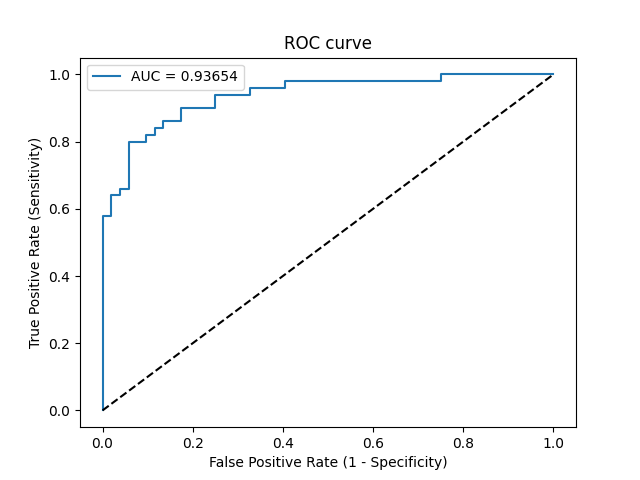 ROC curve
AUC = 0.93654
True Positive Rate (Sensitivity)
1.0
0.8
0.6
0.4
0.2
0.0
0.0 0.2 0.4 0.6 0.8 1.0
False Positive Rate (1 - Specificity)